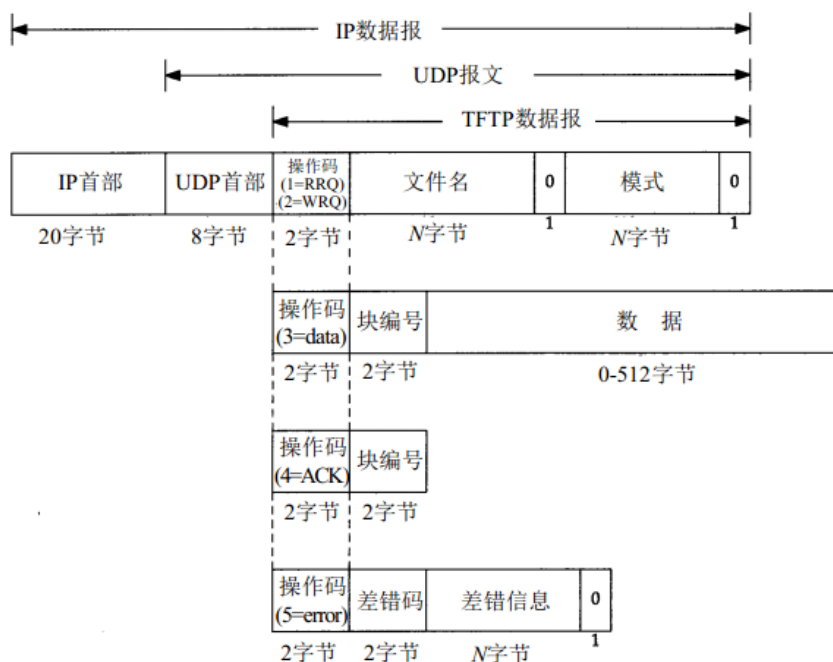 IP数据报
UDP报文
TFTP数据报
IP首部 UDP首部 操作码 (1=RRQ) (2=WRQ) 文件名 0 模式 0
20字节 8字节 2字节 N字节 1 N字节 1
操作码 (3=data) 块编号 数 据
2字节 2字节 0-512字节
操作码 (4=ACK) 块编号
2字节 2字节
操作码 (5=error) 差错码 差错信息 0
2字节 2字节 N字节 1